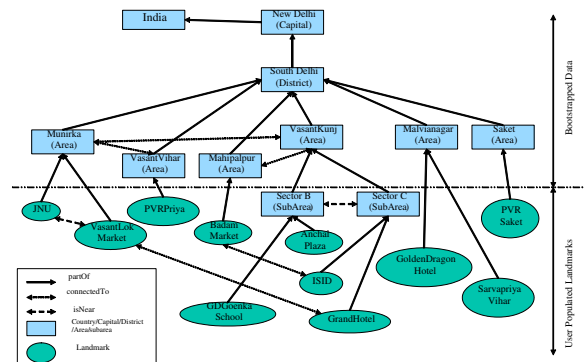 India
New Delhi
(Capital)
South Delhi
(District)
Munirka
(Area)
VasantVihar
(Area)
Mahipalpur
(Area)
VasantKunj
(Area)
Malvianagar
(Area)
Saket
(Area)
Bootstrapped Data
JNU
VasantLok
Market
PVRPriya
Badam
Market
Sector B
(SubArea)
Sector C
(SubArea)
Anchal
Plaza
ISID
GoldenDragon
Hotel
PVR
Saket
Sarvapriya
Vihar
GDGoenka
School
GrandHotel
User Populated Landmarks
partOf
connectedTo
isNear
Country/Capital/District
/Area/subarea
Landmark